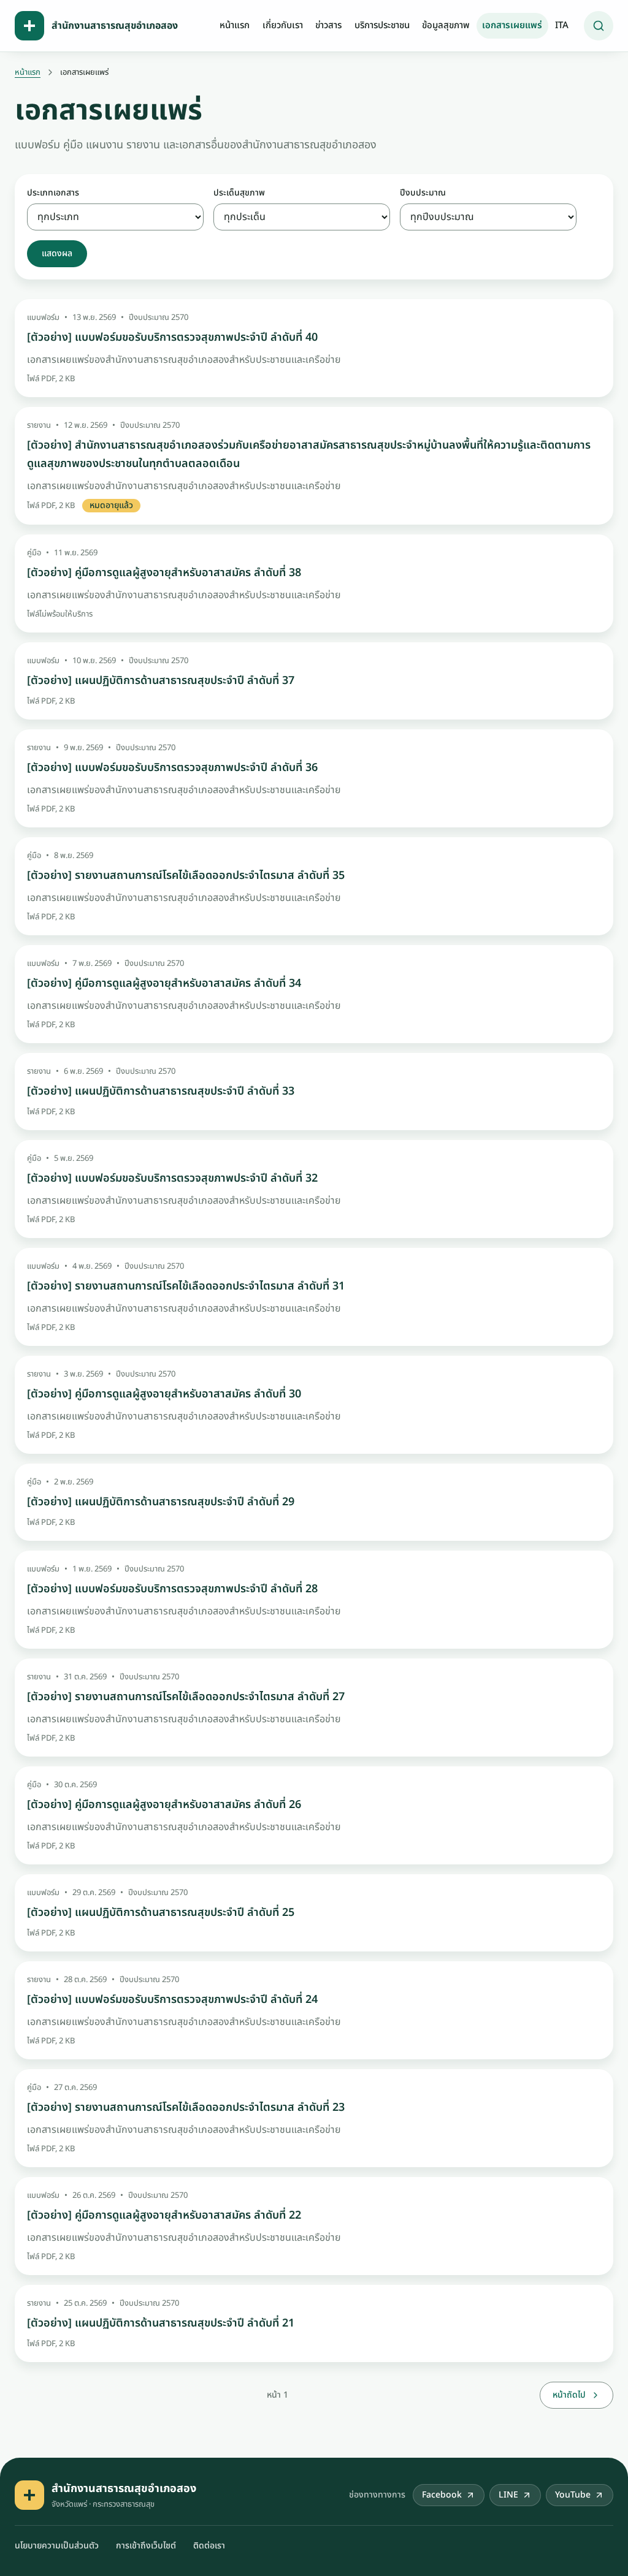 สำนักงานสาธารณสุขอำเภอสอง
หน้าแรก เกี่ยวกับเรา ข่าวสาร บริการประชาชน ข้อมูลสุขภาพ เอกสารเผยแพร่ ITA
หน้าแรก > เอกสารเผยแพร่
เอกสารเผยแพร่
แบบฟอร์ม คู่มือ แผนงาน รายงาน และเอกสารอื่นของสำนักงานสาธารณสุขอำเภอสอง
ประเภทเอกสาร ประเด็นสุขภาพ ปีงบประมาณ
ทุกประเภท ทุกประเด็น ทุกปีงบประมาณ
แสดงผล
แบบฟอร์ม • 13 พ.ย. 2569 • ปีงบประมาณ 2570
[ตัวอย่าง] แบบฟอร์มขอรับบริการตรวจสุขภาพประจำปี ลำดับที่ 40
เอกสารเผยแพร่ของสำนักงานสาธารณสุขอำเภอสองสำหรับประชาชนและเครือข่าย
ไฟล์ PDF, 2 KB
รายงาน • 12 พ.ย. 2569 • ปีงบประมาณ 2570
[ตัวอย่าง] สำนักงานสาธารณสุขอำเภอสองร่วมกับเครือข่ายอาสาสมัครสาธารณสุขประจำหมู่บ้านลงพื้นที่ให้ความรู้และติดตามการ
ดูแลสุขภาพของประชาชนในทุกตำบลตลอดเดือน
เอกสารเผยแพร่ของสำนักงานสาธารณสุขอำเภอสองสำหรับประชาชนและเครือข่าย
ไฟล์ PDF, 2 KB หมดอายุแล้ว
คู่มือ • 11 พ.ย. 2569
[ตัวอย่าง] คู่มือการดูแลผู้สูงอายุสำหรับอาสาสมัคร ลำดับที่ 38
เอกสารเผยแพร่ของสำนักงานสาธารณสุขอำเภอสองสำหรับประชาชนและเครือข่าย
ไฟล์ไม่พร้อมให้บริการ
แบบฟอร์ม • 10 พ.ย. 2569 • ปีงบประมาณ 2570
[ตัวอย่าง] แผนปฏิบัติการด้านสาธารณสุขประจำปี ลำดับที่ 37
ไฟล์ PDF, 2 KB
รายงาน • 9 พ.ย. 2569 • ปีงบประมาณ 2570
[ตัวอย่าง] แบบฟอร์มขอรับบริการตรวจสุขภาพประจำปี ลำดับที่ 36
เอกสารเผยแพร่ของสำนักงานสาธารณสุขอำเภอสองสำหรับประชาชนและเครือข่าย
ไฟล์ PDF, 2 KB
คู่มือ • 8 พ.ย. 2569
[ตัวอย่าง] รายงานสถานการณ์โรคไข้เลือดออกประจำไตรมาส ลำดับที่ 35
เอกสารเผยแพร่ของสำนักงานสาธารณสุขอำเภอสองสำหรับประชาชนและเครือข่าย
ไฟล์ PDF, 2 KB
แบบฟอร์ม • 7 พ.ย. 2569 • ปีงบประมาณ 2570
[ตัวอย่าง] คู่มือการดูแลผู้สูงอายุสำหรับอาสาสมัคร ลำดับที่ 34
เอกสารเผยแพร่ของสำนักงานสาธารณสุขอำเภอสองสำหรับประชาชนและเครือข่าย
ไฟล์ PDF, 2 KB
รายงาน • 6 พ.ย. 2569 • ปีงบประมาณ 2570
[ตัวอย่าง] แผนปฏิบัติการด้านสาธารณสุขประจำปี ลำดับที่ 33
ไฟล์ PDF, 2 KB
คู่มือ • 5 พ.ย. 2569
[ตัวอย่าง] แบบฟอร์มขอรับบริการตรวจสุขภาพประจำปี ลำดับที่ 32
เอกสารเผยแพร่ของสำนักงานสาธารณสุขอำเภอสองสำหรับประชาชนและเครือข่าย
ไฟล์ PDF, 2 KB
แบบฟอร์ม • 4 พ.ย. 2569 • ปีงบประมาณ 2570
[ตัวอย่าง] รายงานสถานการณ์โรคไข้เลือดออกประจำไตรมาส ลำดับที่ 31
เอกสารเผยแพร่ของสำนักงานสาธารณสุขอำเภอสองสำหรับประชาชนและเครือข่าย
ไฟล์ PDF, 2 KB
รายงาน • 3 พ.ย. 2569 • ปีงบประมาณ 2570
[ตัวอย่าง] คู่มือการดูแลผู้สูงอายุสำหรับอาสาสมัคร ลำดับที่ 30
เอกสารเผยแพร่ของสำนักงานสาธารณสุขอำเภอสองสำหรับประชาชนและเครือข่าย
ไฟล์ PDF, 2 KB
คู่มือ • 2 พ.ย. 2569
[ตัวอย่าง] แผนปฏิบัติการด้านสาธารณสุขประจำปี ลำดับที่ 29
ไฟล์ PDF, 2 KB
แบบฟอร์ม • 1 พ.ย. 2569 • ปีงบประมาณ 2570
[ตัวอย่าง] แบบฟอร์มขอรับบริการตรวจสุขภาพประจำปี ลำดับที่ 28
เอกสารเผยแพร่ของสำนักงานสาธารณสุขอำเภอสองสำหรับประชาชนและเครือข่าย
ไฟล์ PDF, 2 KB
รายงาน • 31 ต.ค. 2569 • ปีงบประมาณ 2570
[ตัวอย่าง] รายงานสถานการณ์โรคไข้เลือดออกประจำไตรมาส ลำดับที่ 27
เอกสารเผยแพร่ของสำนักงานสาธารณสุขอำเภอสองสำหรับประชาชนและเครือข่าย
ไฟล์ PDF, 2 KB
คู่มือ • 30 ต.ค. 2569
[ตัวอย่าง] คู่มือการดูแลผู้สูงอายุสำหรับอาสาสมัคร ลำดับที่ 26
เอกสารเผยแพร่ของสำนักงานสาธารณสุขอำเภอสองสำหรับประชาชนและเครือข่าย
ไฟล์ PDF, 2 KB
แบบฟอร์ม • 29 ต.ค. 2569 • ปีงบประมาณ 2570
[ตัวอย่าง] แผนปฏิบัติการด้านสาธารณสุขประจำปี ลำดับที่ 25
ไฟล์ PDF, 2 KB
รายงาน • 28 ต.ค. 2569 • ปีงบประมาณ 2570
[ตัวอย่าง] แบบฟอร์มขอรับบริการตรวจสุขภาพประจำปี ลำดับที่ 24
เอกสารเผยแพร่ของสำนักงานสาธารณสุขอำเภอสองสำหรับประชาชนและเครือข่าย
ไฟล์ PDF, 2 KB
คู่มือ • 27 ต.ค. 2569
[ตัวอย่าง] รายงานสถานการณ์โรคไข้เลือดออกประจำไตรมาส ลำดับที่ 23
เอกสารเผยแพร่ของสำนักงานสาธารณสุขอำเภอสองสำหรับประชาชนและเครือข่าย
ไฟล์ PDF, 2 KB
แบบฟอร์ม • 26 ต.ค. 2569 • ปีงบประมาณ 2570
[ตัวอย่าง] คู่มือการดูแลผู้สูงอายุสำหรับอาสาสมัคร ลำดับที่ 22
เอกสารเผยแพร่ของสำนักงานสาธารณสุขอำเภอสองสำหรับประชาชนและเครือข่าย
ไฟล์ PDF, 2 KB
รายงาน • 25 ต.ค. 2569 • ปีงบประมาณ 2570
[ตัวอย่าง] แผนปฏิบัติการด้านสาธารณสุขประจำปี ลำดับที่ 21
ไฟล์ PDF, 2 KB
หน้า 1 หน้าถัดไป
สำนักงานสาธารณสุขอำเภอสอง
จังหวัดแพร่ · กระทรวงสาธารณสุข
ช่องทางทางการ Facebook LINE YouTube
นโยบายความเป็นส่วนตัว การเข้าถึงเว็บไซต์ ติดต่อเรา